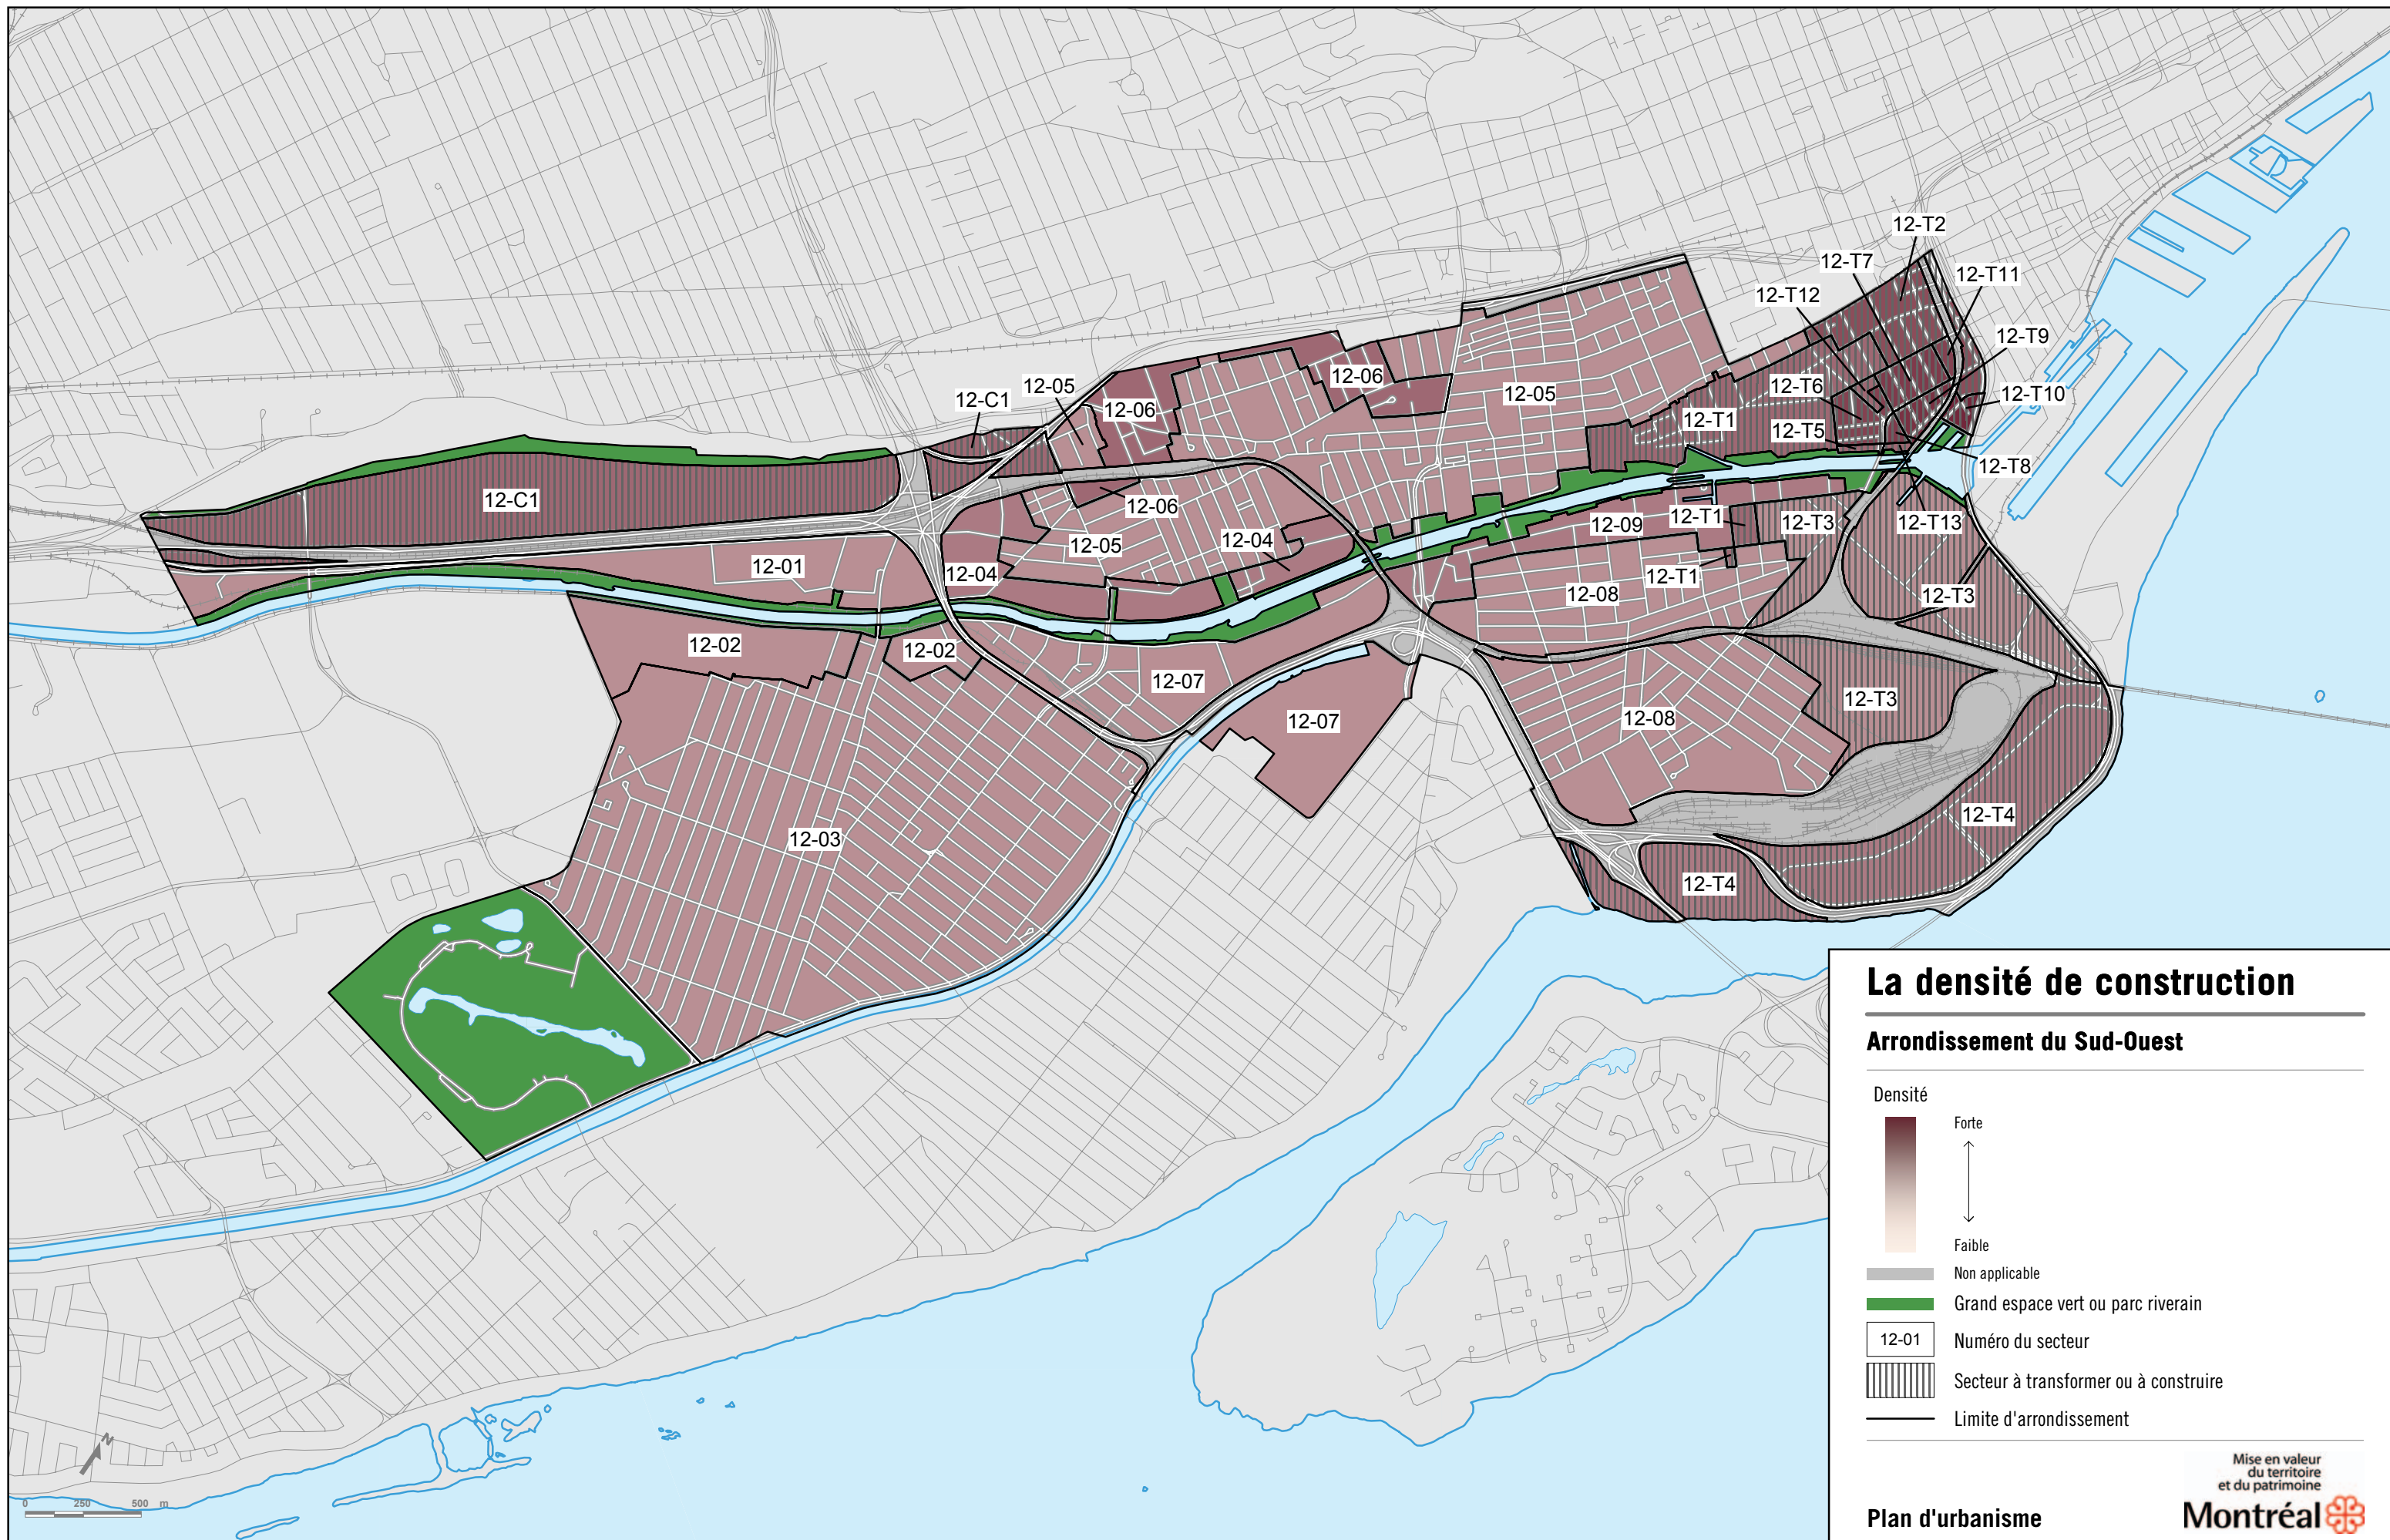 12-T2
12-T7
12-T11
12-T12
12-T9
12-06
12-T6
12-05
12-05
12-T10
12-C1
12-06
12-T1
12-T5
12-T8
12-C1
12-06
12-T1
12-T3
12-T13
12-09
12-04
12-05
12-01
12-04
12-T1
12-08
12-T3
12-02
12-02
12-07
12-T3
12-08
12-07
12-T4
12-03
12-T4
La densité de construction
Arrondissement du Sud-Ouest
Densité
Forte
Faible
Non applicable
Grand espace vert ou parc riverain
12-01 Numéro du secteur
Secteur à transformer ou à construire
Limite d'arrondissement
Mise en valeur
du territoire
et du patrimoine
Plan d'urbanisme
Montréal
N
0 250 500 m